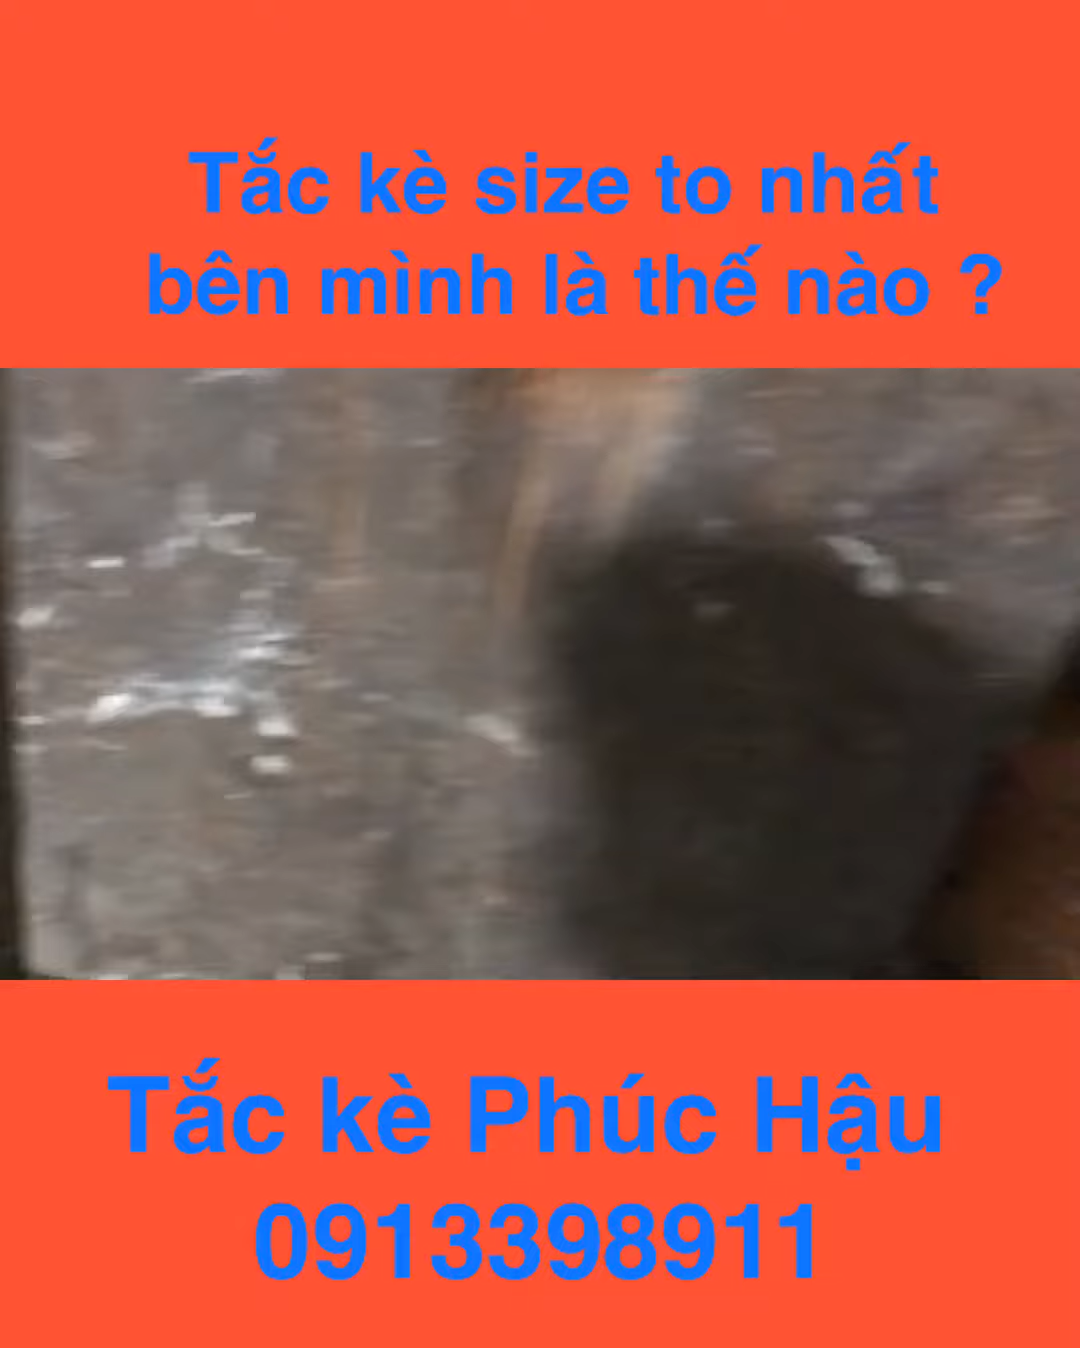 Tắc kè size to nhất
bên mình là thế nào ?
Tắc kè Phúc Hậu
0913398911